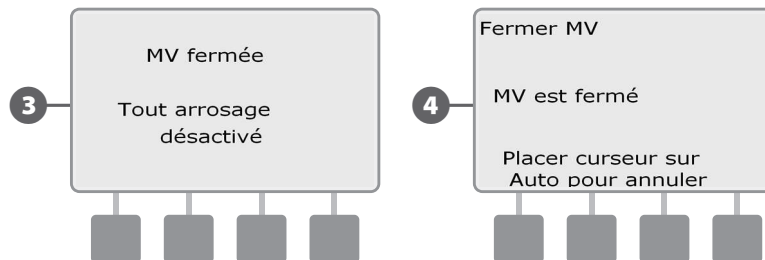 3
MV fermée
Tout arrosage
désactivé
4
Fermer MV
MV est fermé
Placer curseur sur
Auto pour annuler